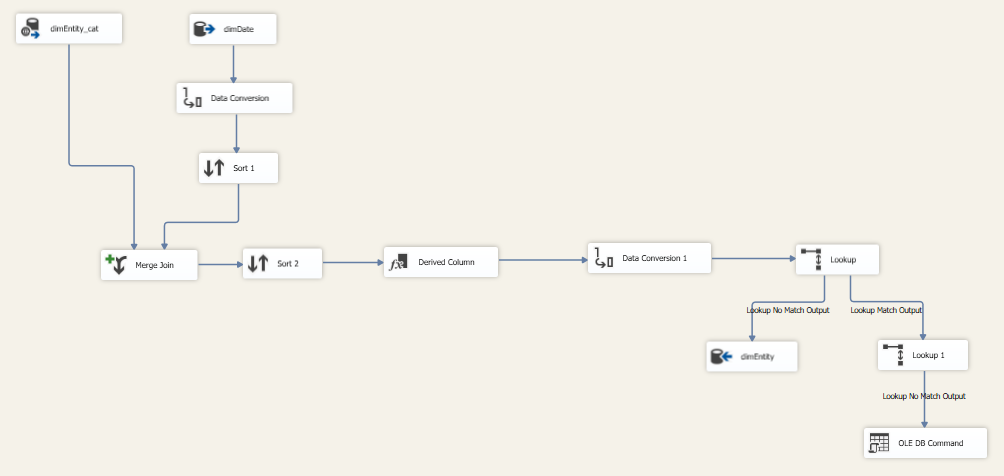 dimEntity_cat
dimDate
Data Conversion
Sort 1
Merge Join
Sort 2
Derived Column
Data Conversion 1
Lookup
Lookup No Match Output
Lookup Match Output
dimEntity
Lookup 1
Lookup No Match Output
OLE DB Command